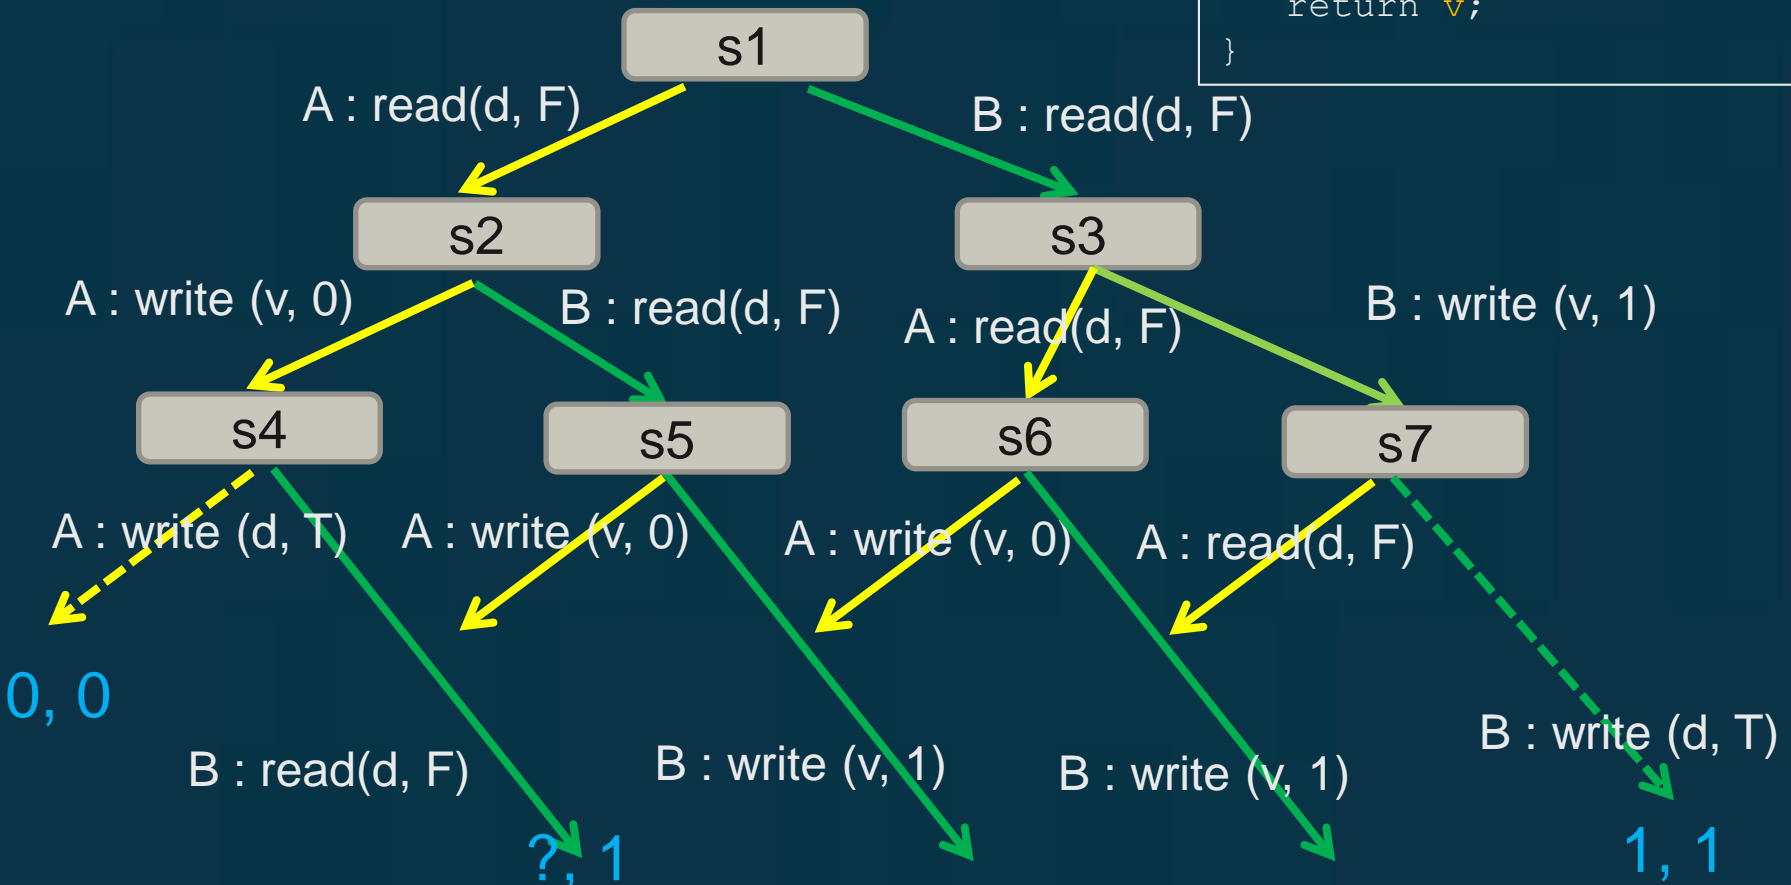 return v;
}
s1
A : read(d, F)
B : read(d, F)
s2
s3
A : write (v, 0)
B : read(d, F)
A : read(d, F)
B : write (v, 1)
s4
s5
s6
s7
A : write (d, T)
A : write (v, 0)
A : write (v, 0)
A : read(d, F)
0, 0
B : read(d, F)
B : write (v, 1)
B : write (v, 1)
B : write (d, T)
?, 1
1, 1